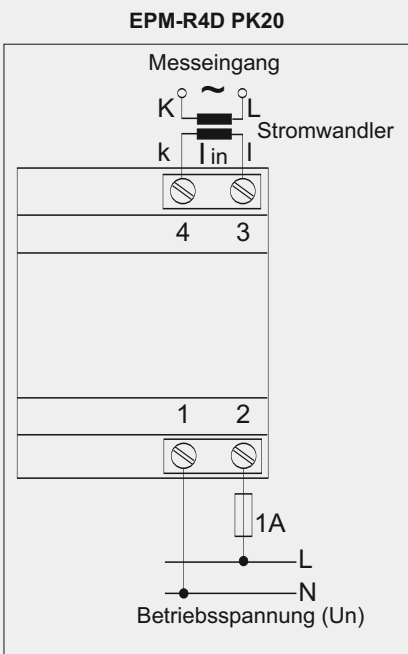 EPM-R4D PK20
Messeingang
K ~ L
Stromwandler
k I in l
4 3
1 2
1A
L
N
Betriebsspannung (Un)